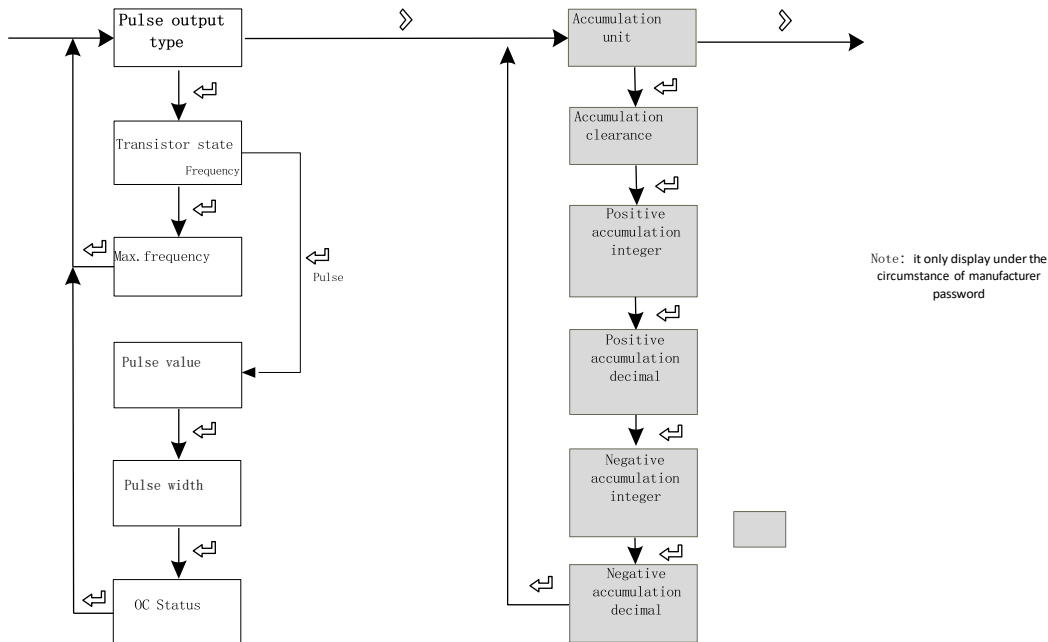 Pulse output
type
Transistor state
Frequency
Max.frequency
Pulse
Pulse value
Pulse width
OC Status
Accumulation
unit
Accumulation
clearance
Positive
accumulation
integer
Positive
accumulation
decimal
Negative
accumulation
integer
Negative
accumulation
decimal
Note: it only display under the
circumstance of manufacturer
password